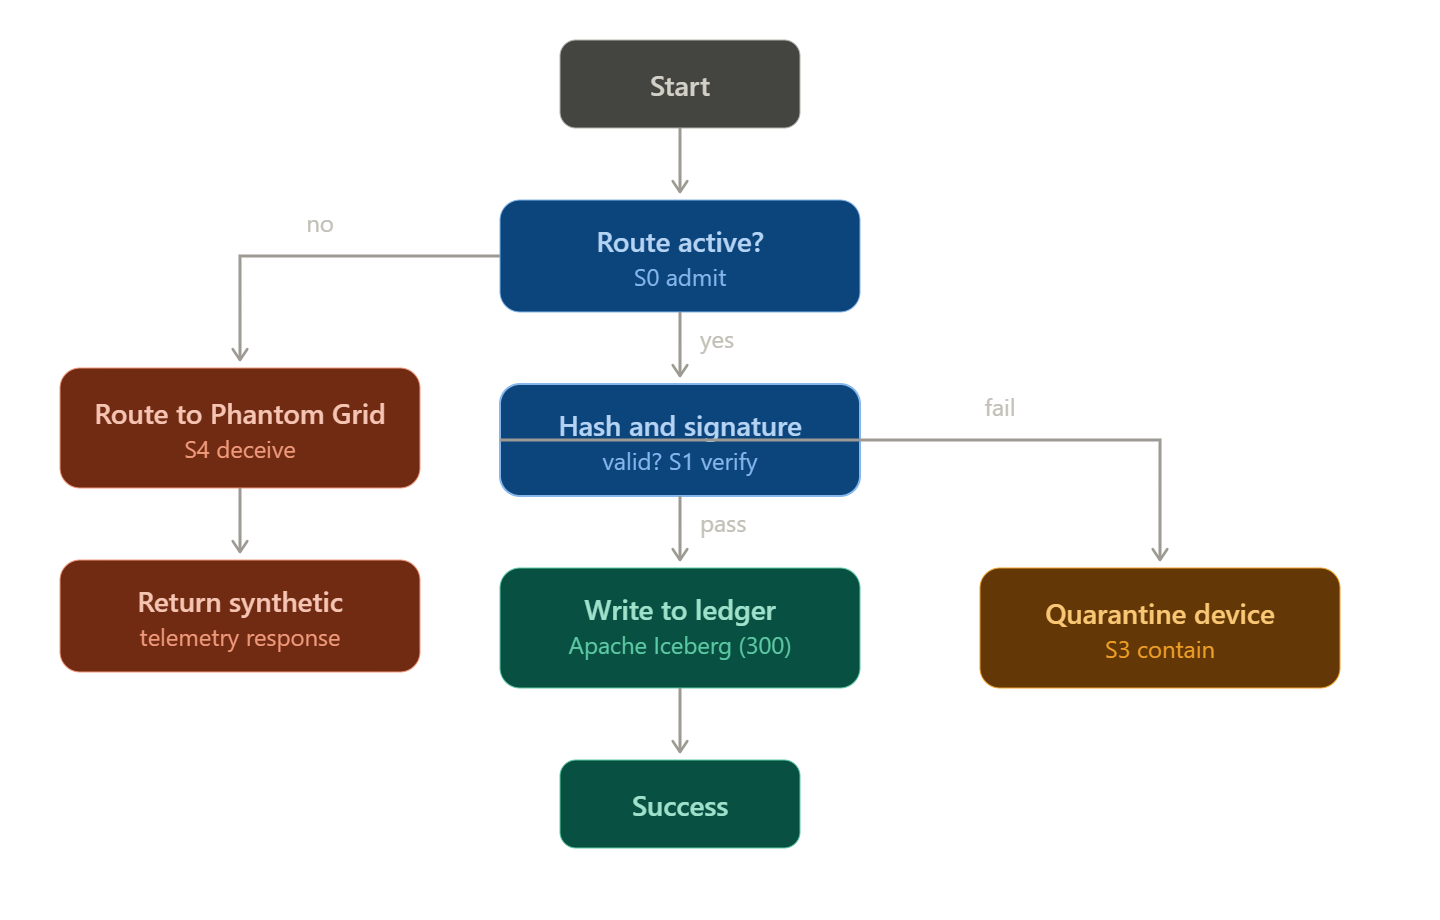 Start
no
Route active?
S0 admit
yes
Route to Phantom Grid
S4 deceive
Hash and signature
valid? S1 verify
fail
pass
Return synthetic
telemetry response
Write to ledger
Apache Iceberg (300)
Quarantine device
S3 contain
Success